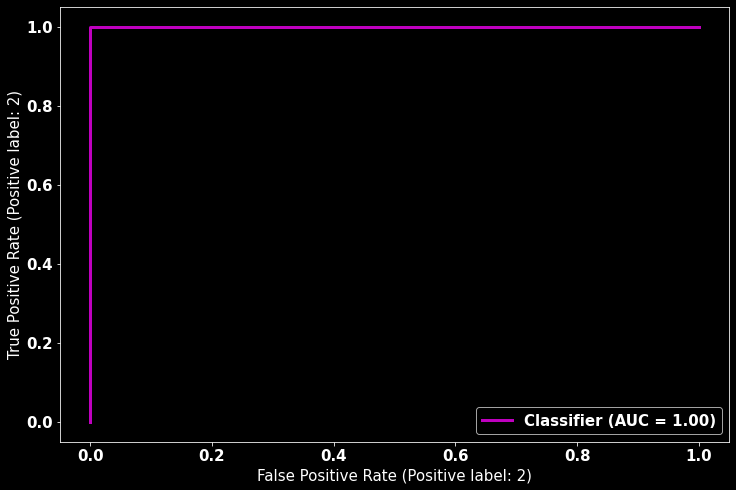 1.0
0.8
0.6
0.4
0.2
0.0
True Positive Rate (Positive label: 2)
Classifier (AUC = 1.00)
0.0 0.2 0.4 0.6 0.8 1.0
False Positive Rate (Positive label: 2)